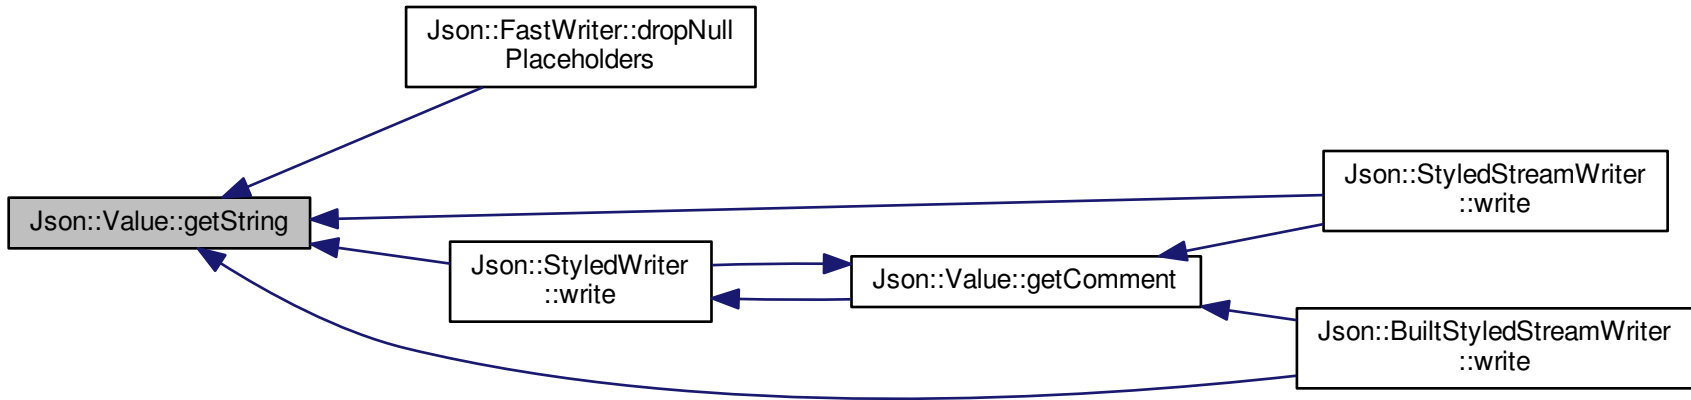 Json::FastWriter::dropNull
Placeholders
Json::Value::getString
Json::StyledWriter
::write
Json::Value::getComment
Json::StyledStreamWriter
::write
Json::BuiltStyledStreamWriter
::write